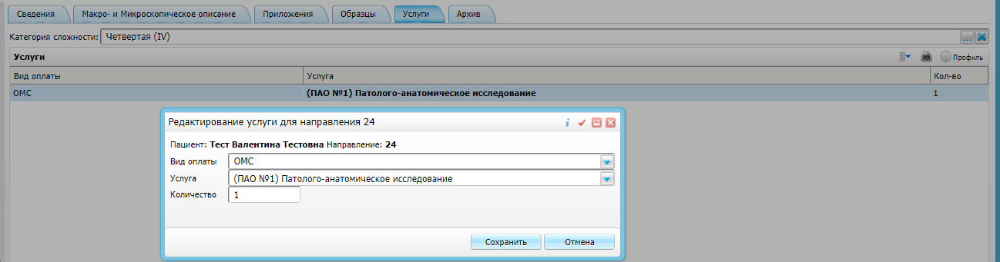 Сведения Макро- и Микроскопическое описание Приложения Образцы Услуги Архив
Категория сложности: Четвертая (IV) ...
Услуги Профиль
Вид оплаты Услуга Кол-во
ОМС (ПАО №1) Патолого-анатомическое исследование 1
Редактирование услуги для направления 24
Пациент: Тест Валентина Тестовна Направление: 24
Вид оплаты ОМС
Услуга (ПАО №1) Патолого-анатомическое исследование
Количество 1
Сохранить Отмена